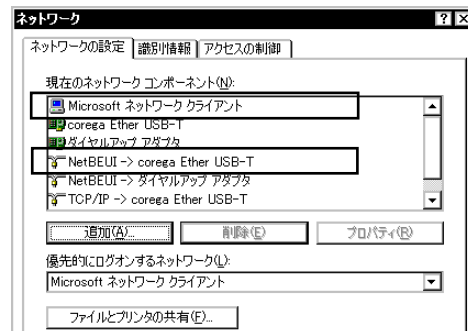 ネットワーク
ネットワークの設定 識別情報 アクセスの制御
現在のネットワーク コンポーネント(N):
Microsoft ネットワーク クライアント
corega Ether USB-T
ダイヤルアップ アダプタ
NetBEUI -> corega Ether USB-T
NetBEUI -> ダイヤルアップ アダプタ
TCP/IP -> corega Ether USB-T
追加(A)... 削除(E) プロパティ(R)
優先的にログオンするネットワーク(L):
Microsoft ネットワーク クライアント
ファイルとプリンタの共有(F)...